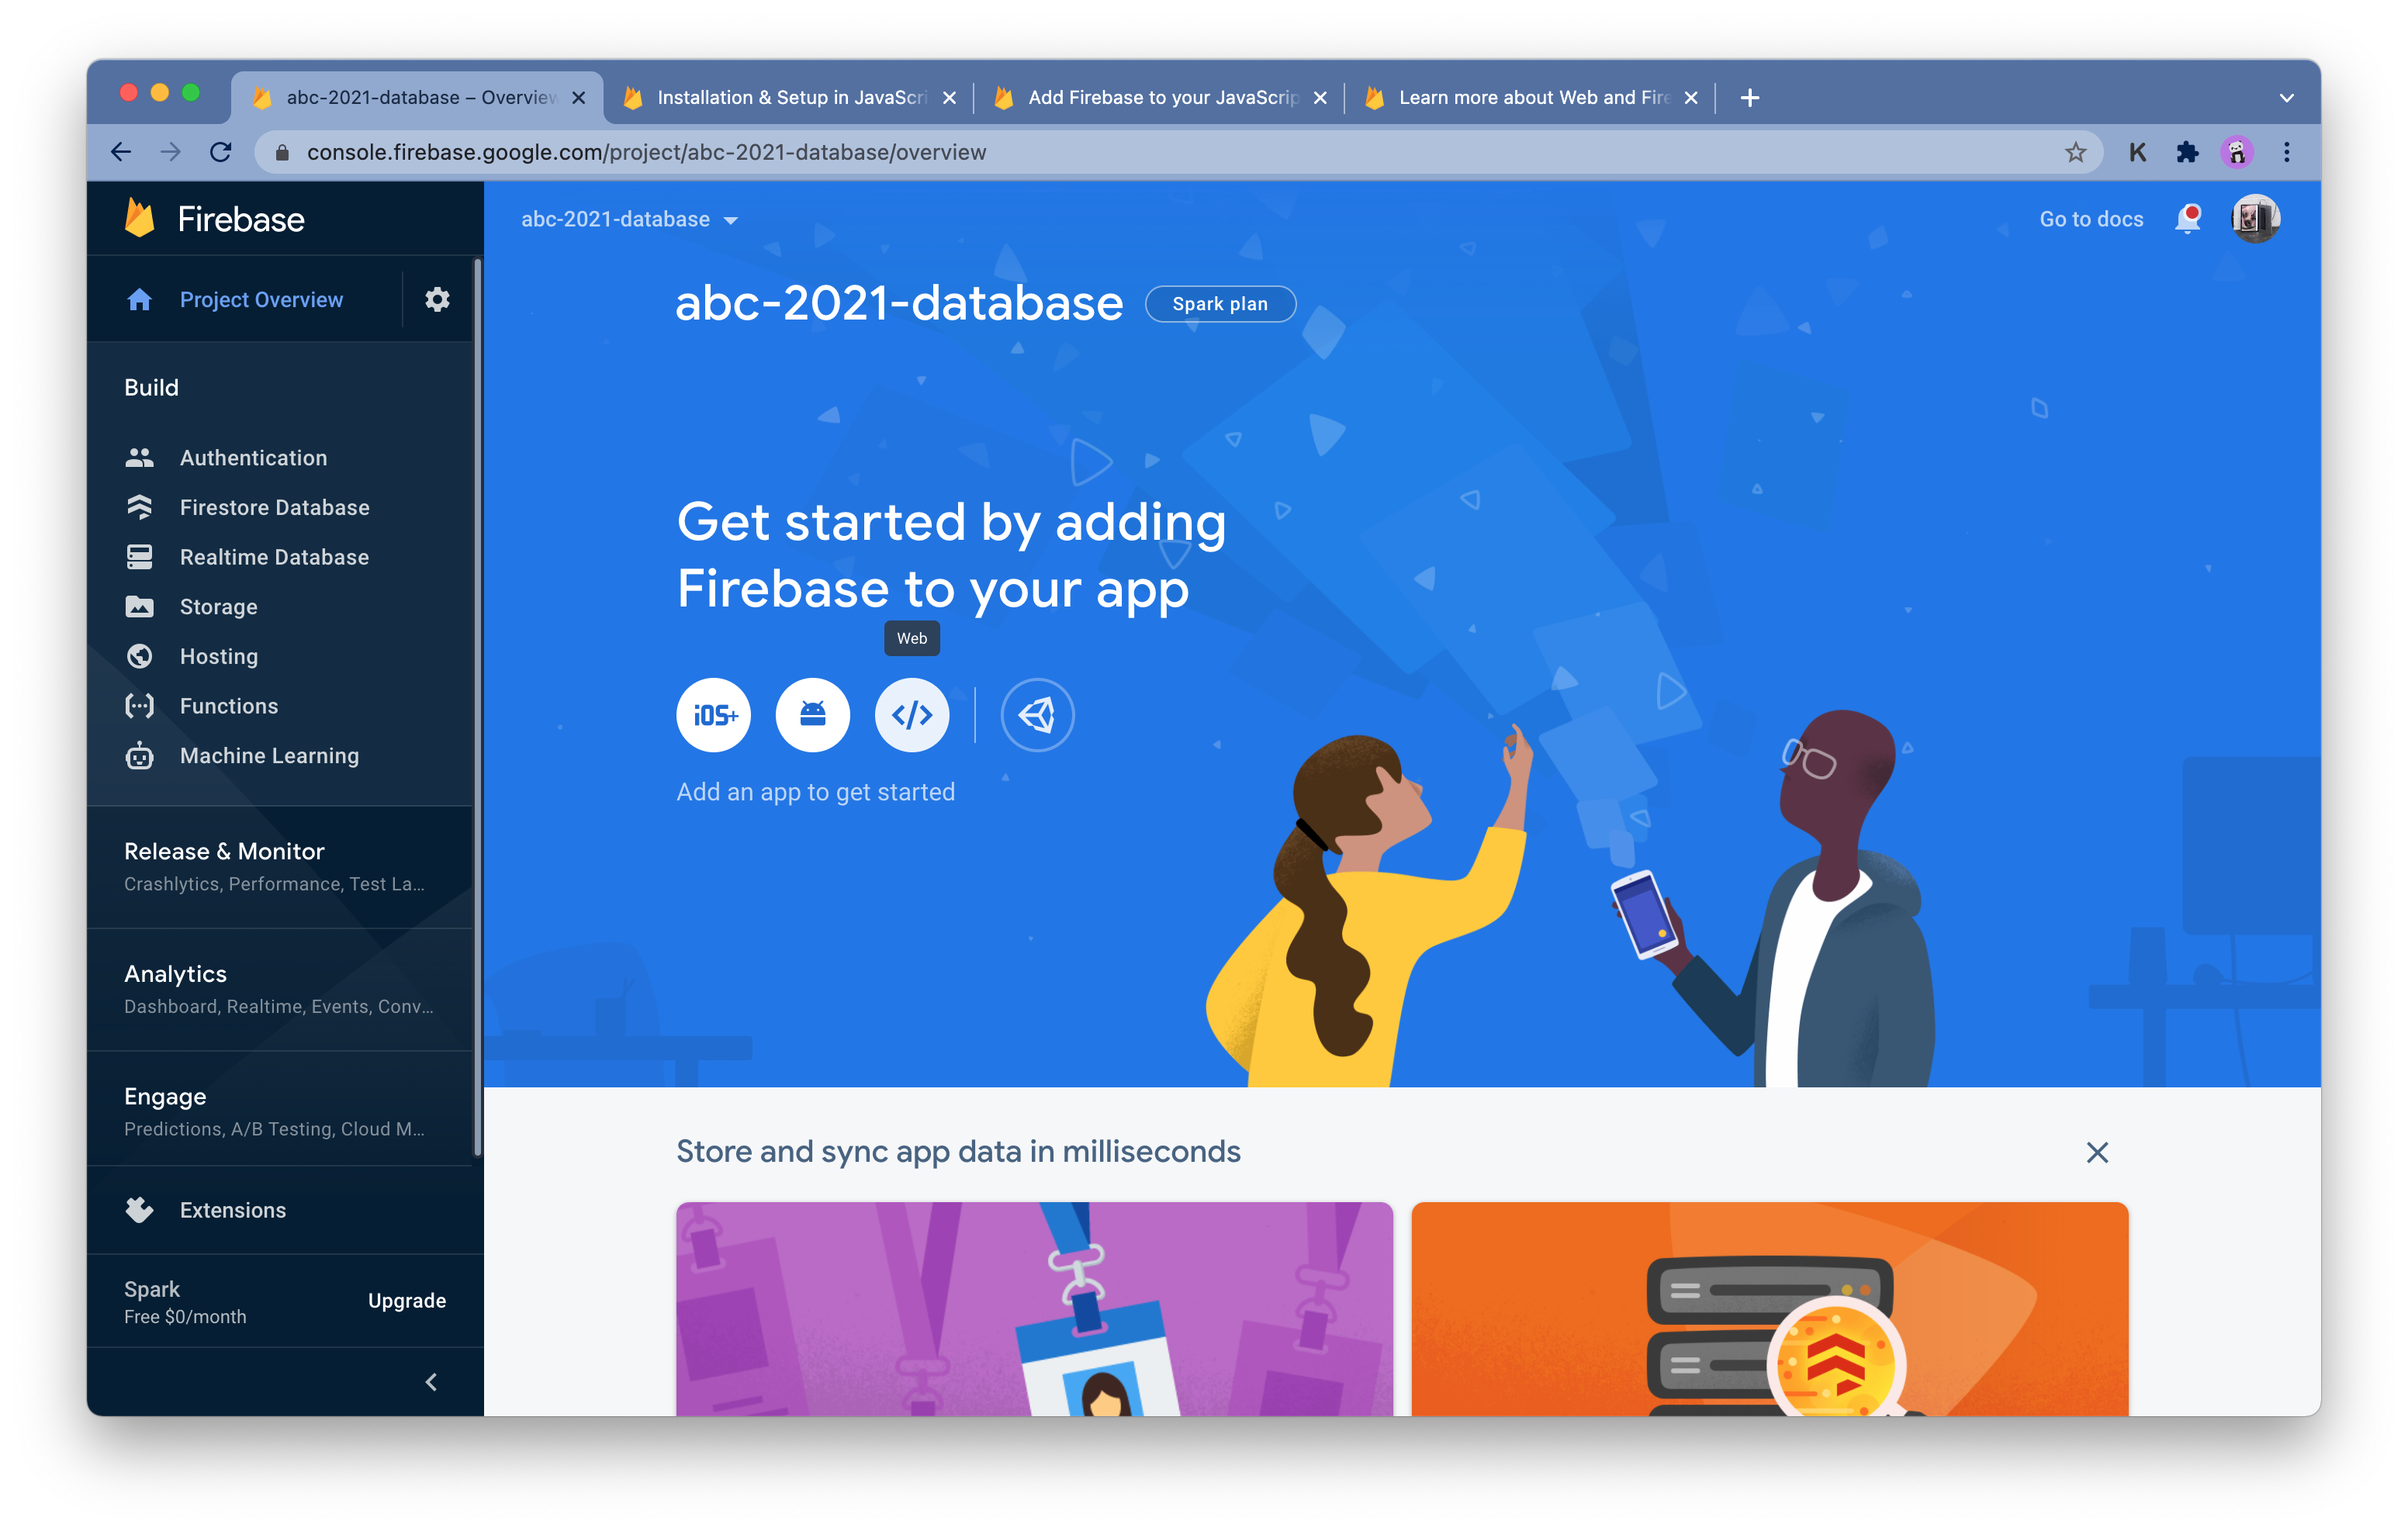 abc-2021-database – Overview
Installation & Setup in JavaScri
Add Firebase to your JavaScrip
Learn more about Web and Fire
console.firebase.google.com/project/abc-2021-database/overview
K
Firebase
abc-2021-database
Go to docs
Project Overview
abc-2021-database
Spark plan
Build
Authentication
Firestore Database
Realtime Database
Storage
Hosting
Functions
Machine Learning
Get started by adding
Firebase to your app
Web
iOS+
Add an app to get started
Release & Monitor
Crashlytics, Performance, Test La...
Analytics
Dashboard, Realtime, Events, Conv...
Engage
Predictions, A/B Testing, Cloud M...
Extensions
Spark
Free $0/month
Upgrade
Store and sync app data in milliseconds